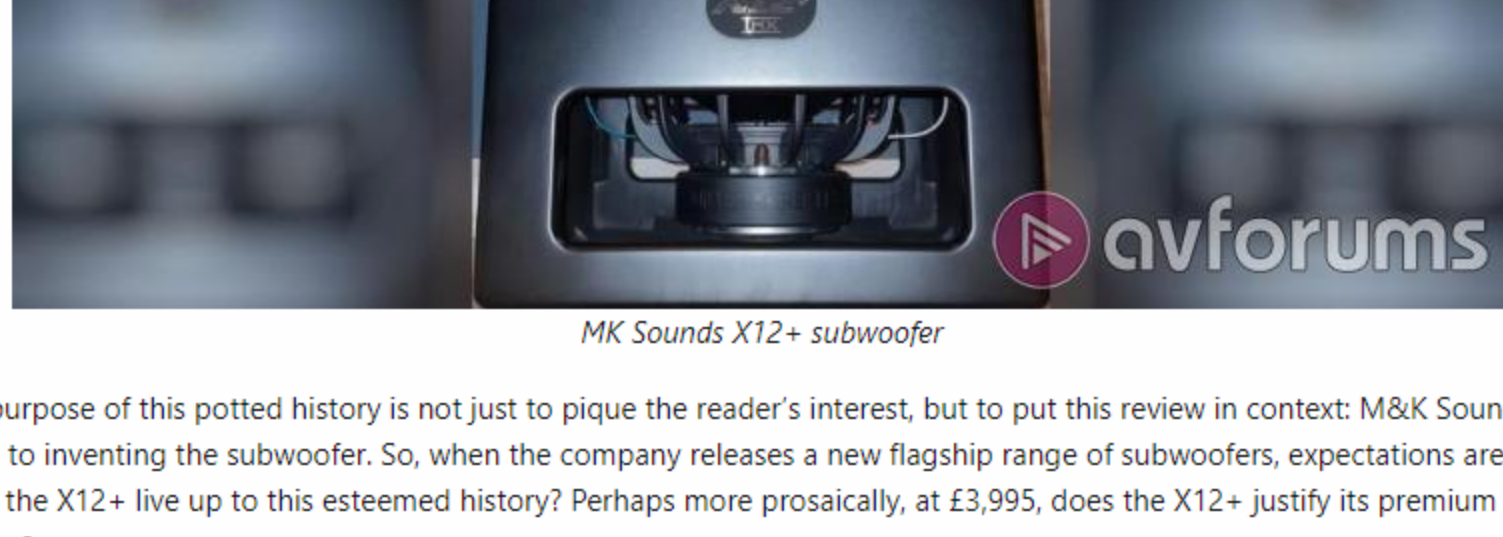 avforums
MK Sounds X12+ subwoofer
purpose of this potted history is not just to pique the reader's interest, but to put this review in context: M&K Soun
to inventing the subwoofer. So, when the company releases a new flagship range of subwoofers, expectations are
the X12+ live up to this esteemed history? Perhaps more prosaically, at £3,995, does the X12+ justify its premium